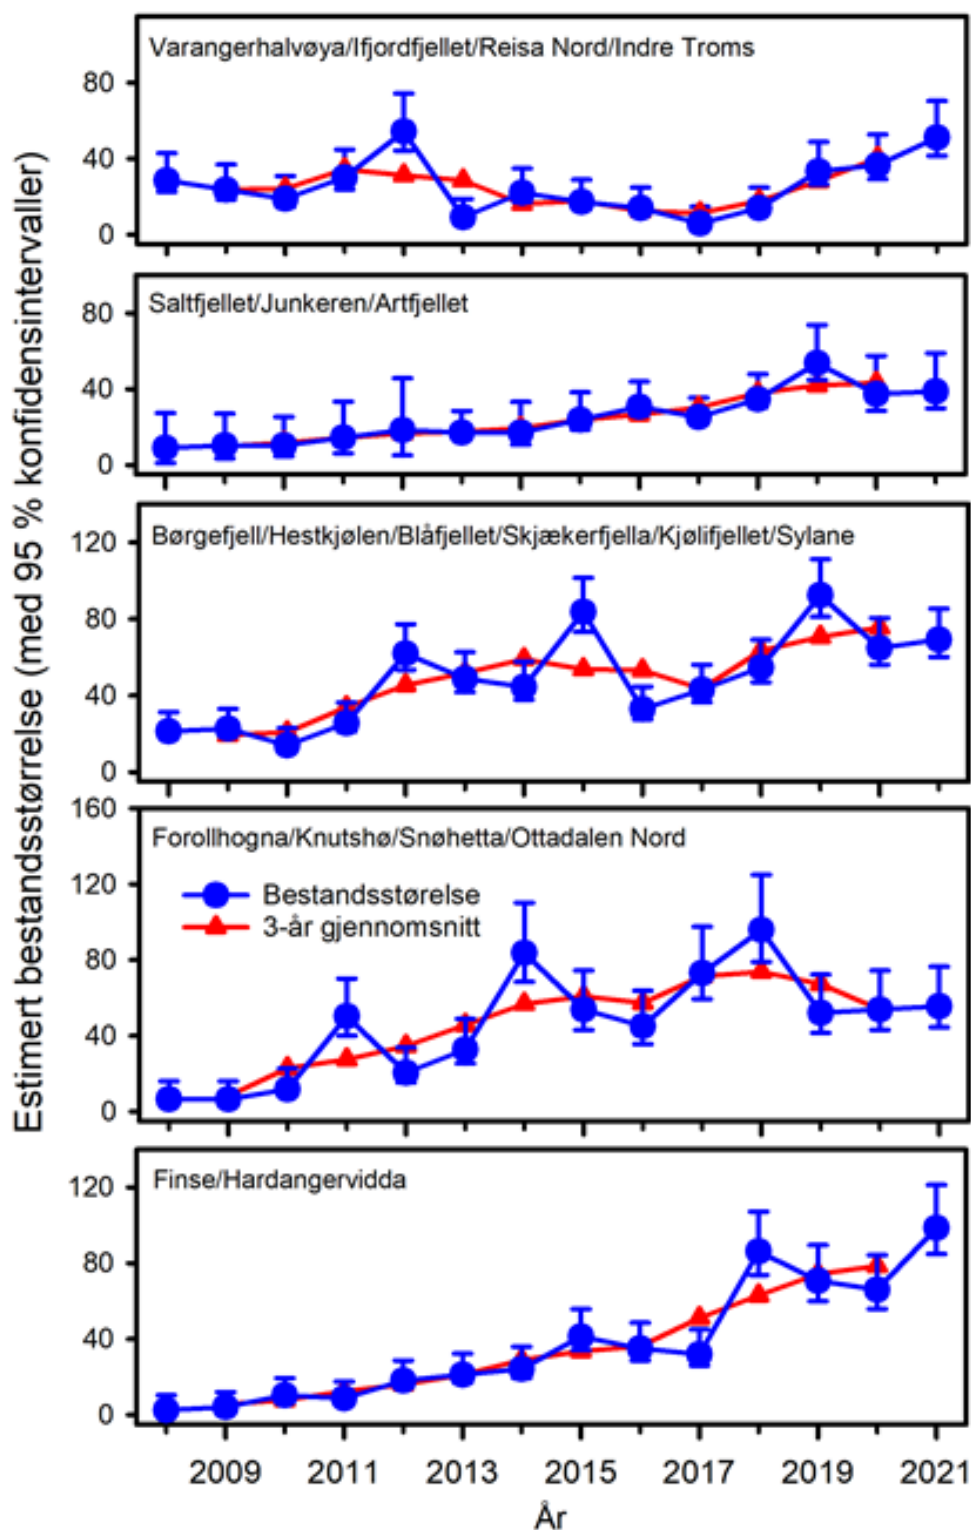 Estimert bestandsstørrelse (med 95 % konfidensintervaller)
Varangerhalvøya/Ifjordfjellet/Reisa Nord/Indre Troms
80
40
0
Saltfjellet/Junkeren/Artfjellet
80
40
0
Børgefjell/Hestkjølen/Blåfjellet/Skjækerfjella/Kjølifjellet/Sylane
120
80
40
0
Forollhogna/Knutshø/Snøhetta/Ottadalen Nord
Bestandsstørelse
3-år gjennomsnitt
160
120
80
40
0
Finse/Hardangervidda
120
80
40
0
2009 2011 2013 2015 2017 2019 2021
År